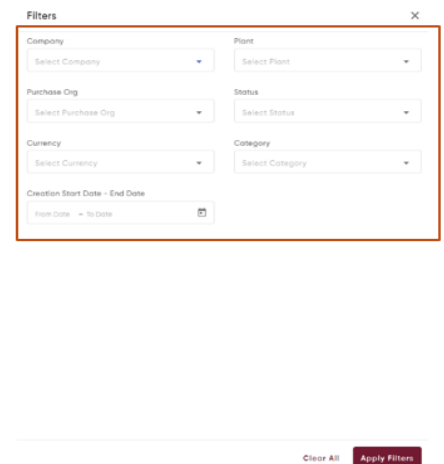 Filters
Company Plant
Select Company Select Plant
Purchase Org Status
Select Purchase Org Select Status
Currency Category
Select Currency Select Category
Creation Start Date - End Date
From Date – To Date
Clear All Apply Filters